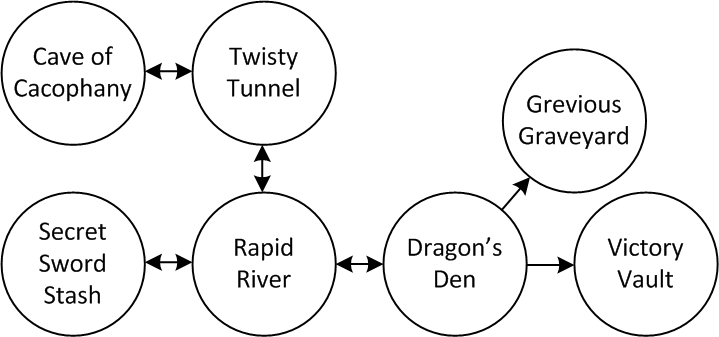 Cave of
Cacophany
Twisty
Tunnel
Grevious
Graveyard
Secret
Sword
Stash
Rapid
River
Dragon's
Den
Victory
Vault